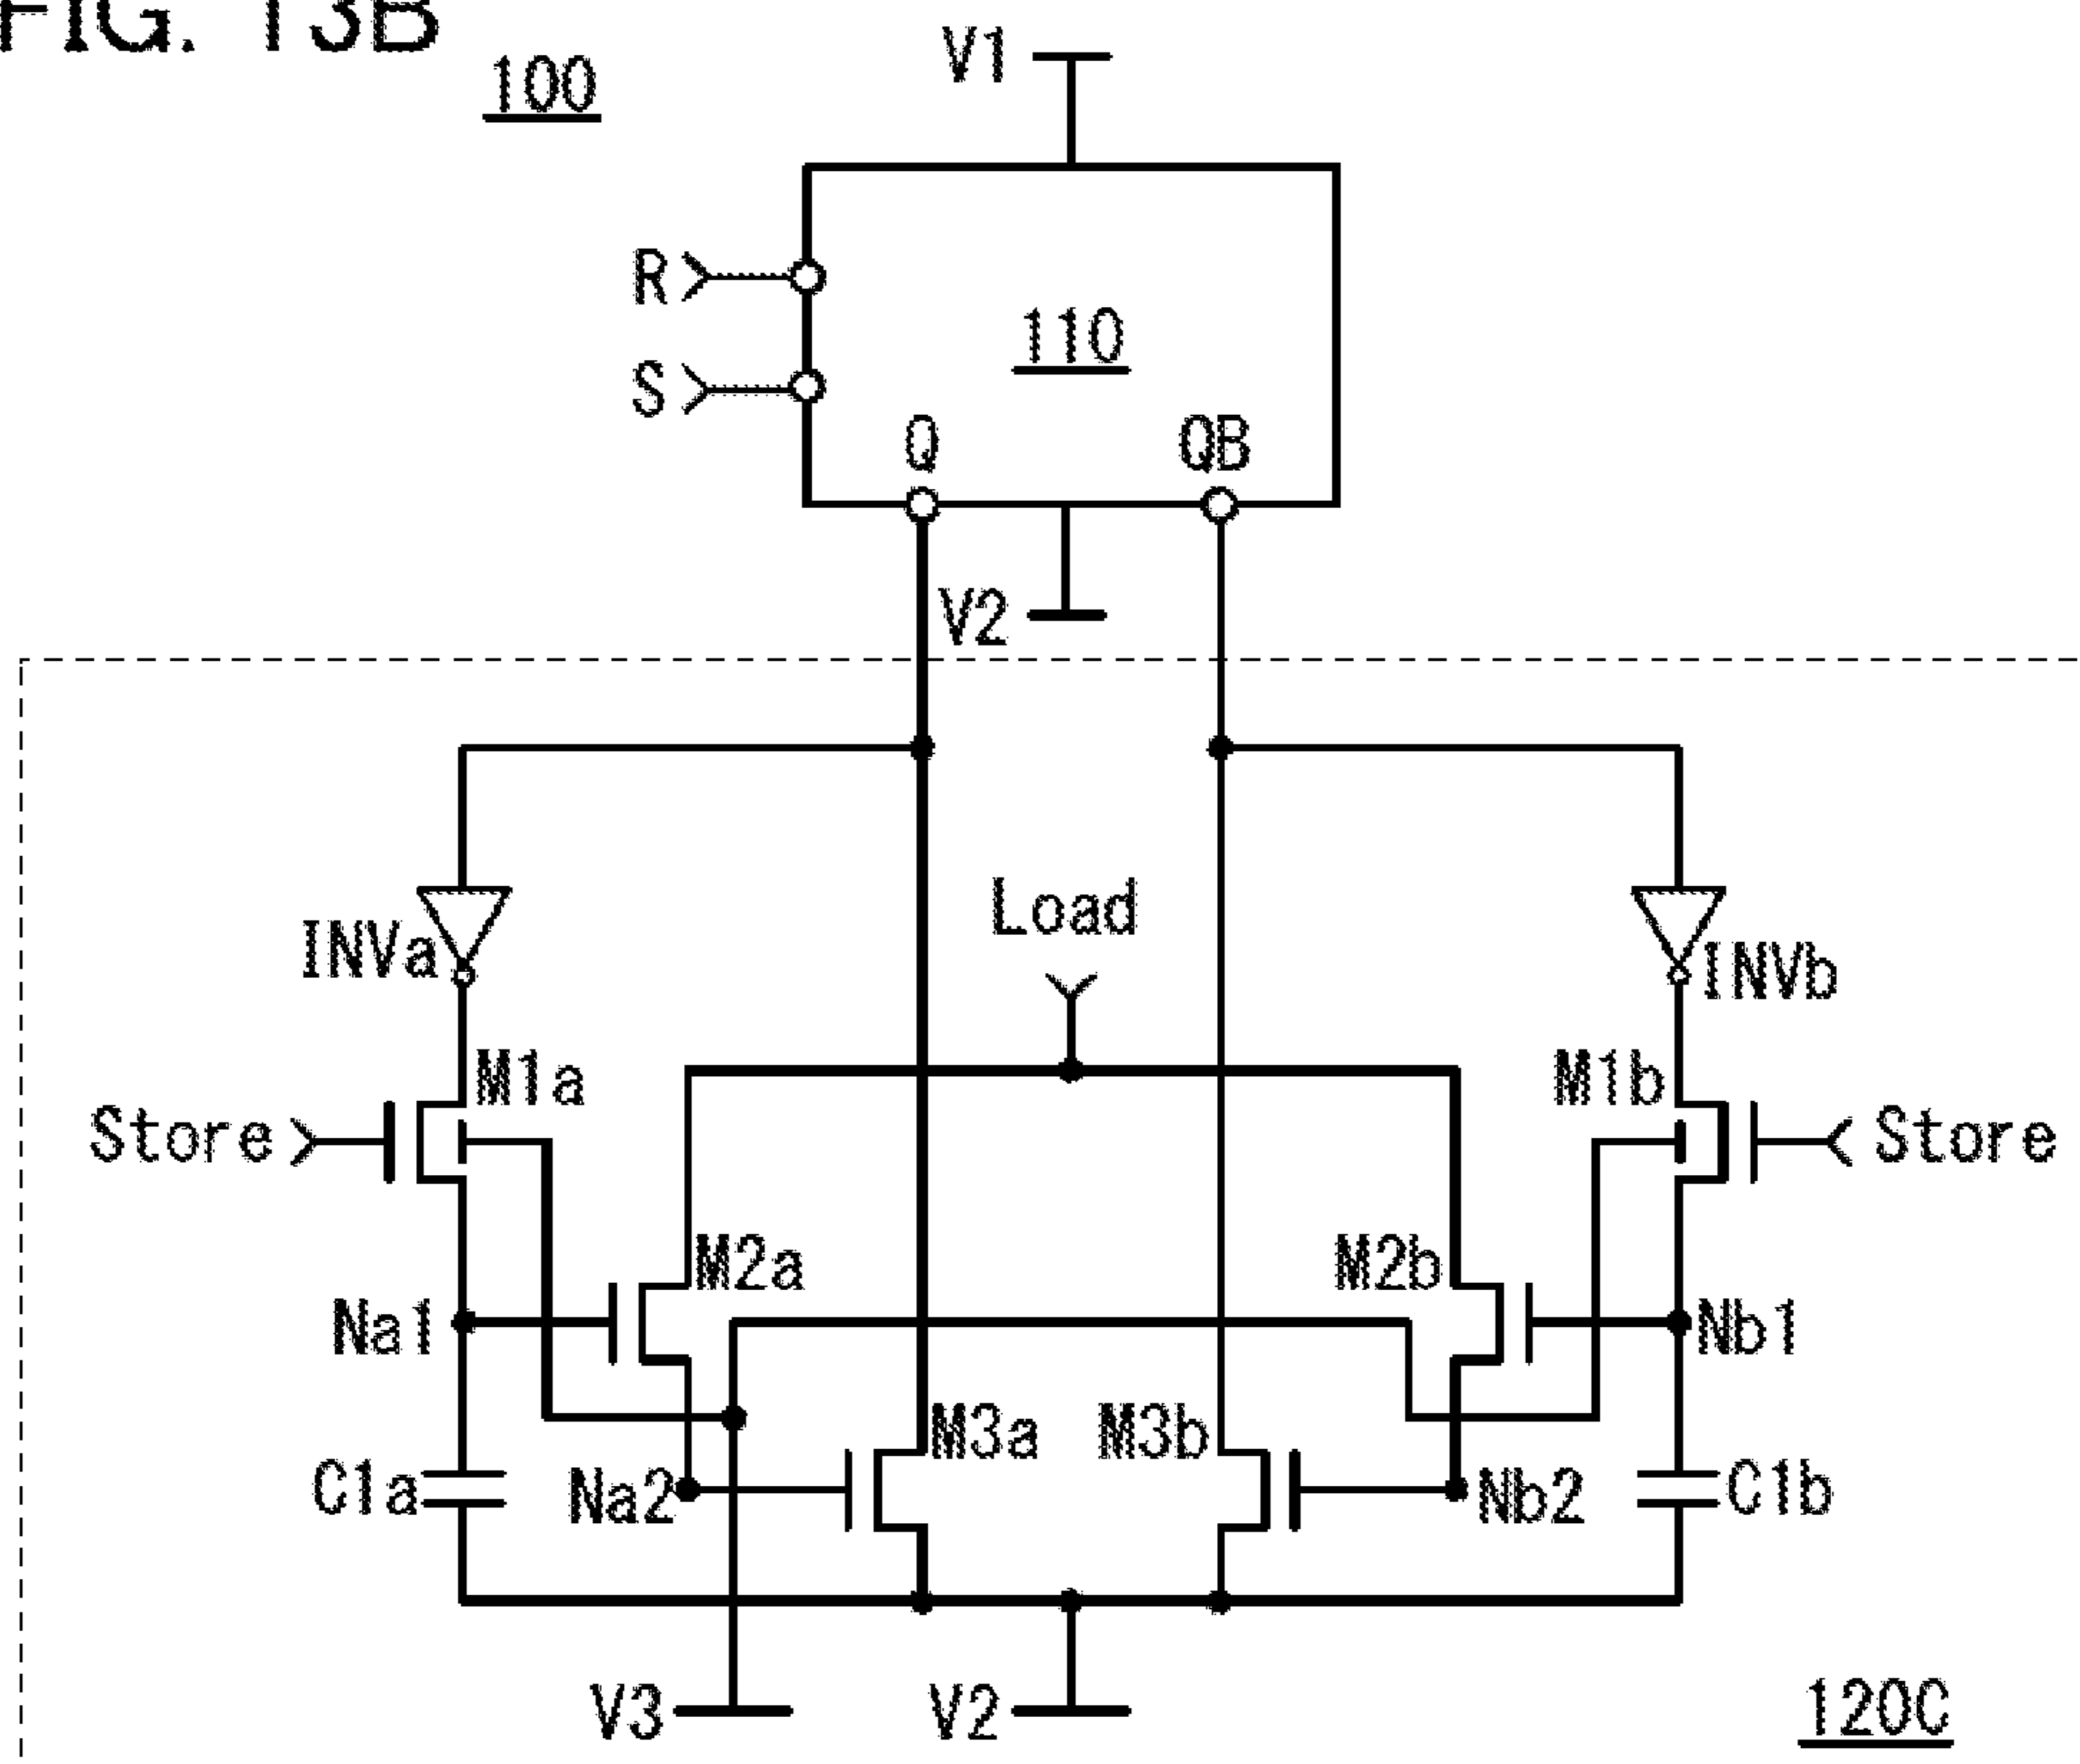 FIG. 13B
100
V1
R
110
S
Q
QB
V2
Load
INVa
INVb
M1a
M1b
Store
Store
M2a
M2b
Na1
Nb1
M3a
M3b
C1a
Na2
Nb2
C1b
V3
V2
120C